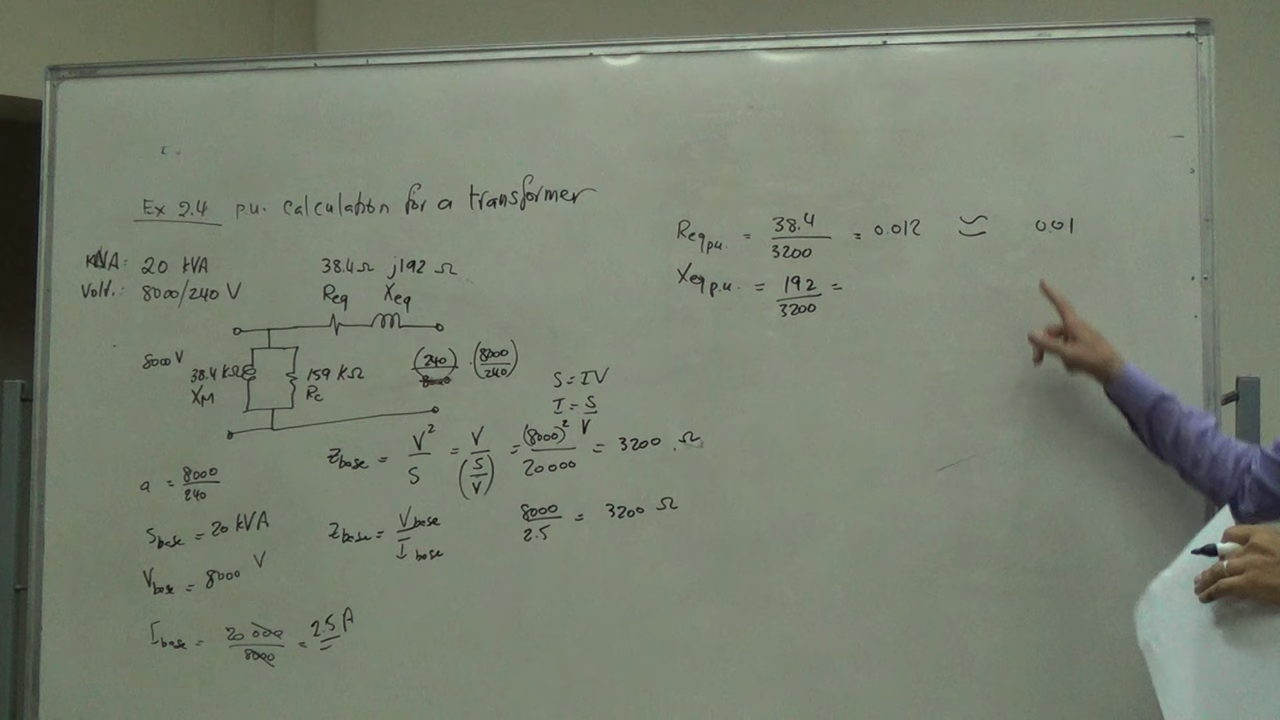 Ex 2.4 p.u. calculation for a transformer
kVA: 20 kVA
Volt.: 8000/240 V
38.4 Ω j192 Ω
Req Xeq
8000 V
38.4 KΩ
XM
159 KΩ
Rc
(240/8000) · (8000/240)
S = IV
I = S/V
Zbase = V²/S = V/(S/V) = (8000)²/20000 = 3200 Ω
a = 8000/240
Sbase = 20 kVA
Zbase = Vbase/Ibase
8000/2.5 = 3200 Ω
Vbase = 8000 V
Ibase = 20 000/8000 = 2.5 A
Req p.u. = 38.4/3200 = 0.012 ≃ 0.01
Xeq p.u. = 192/3200 =